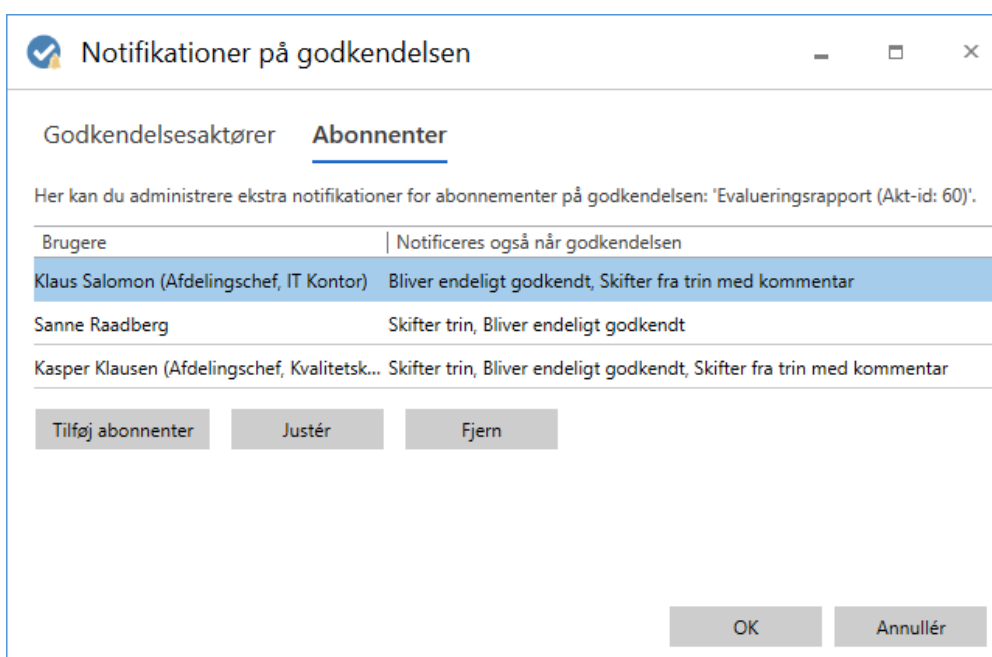 Notifikationer på godkendelsen
Godkendelsesaktører Abonnenter
Her kan du administrere ekstra notifikationer for abonnementer på godkendelsen: 'Evalueringsrapport (Akt-id: 60)'.
Brugere Notificeres også når godkendelsen
Klaus Salomon (Afdelingschef, IT Kontor) Bliver endeligt godkendt, Skifter fra trin med kommentar
Sanne Raadberg Skifter trin, Bliver endeligt godkendt
Kasper Klausen (Afdelingschef, Kvalitetsk... Skifter trin, Bliver endeligt godkendt, Skifter fra trin med kommentar
Tilføj abonnenter Justér Fjern
OK Annullér